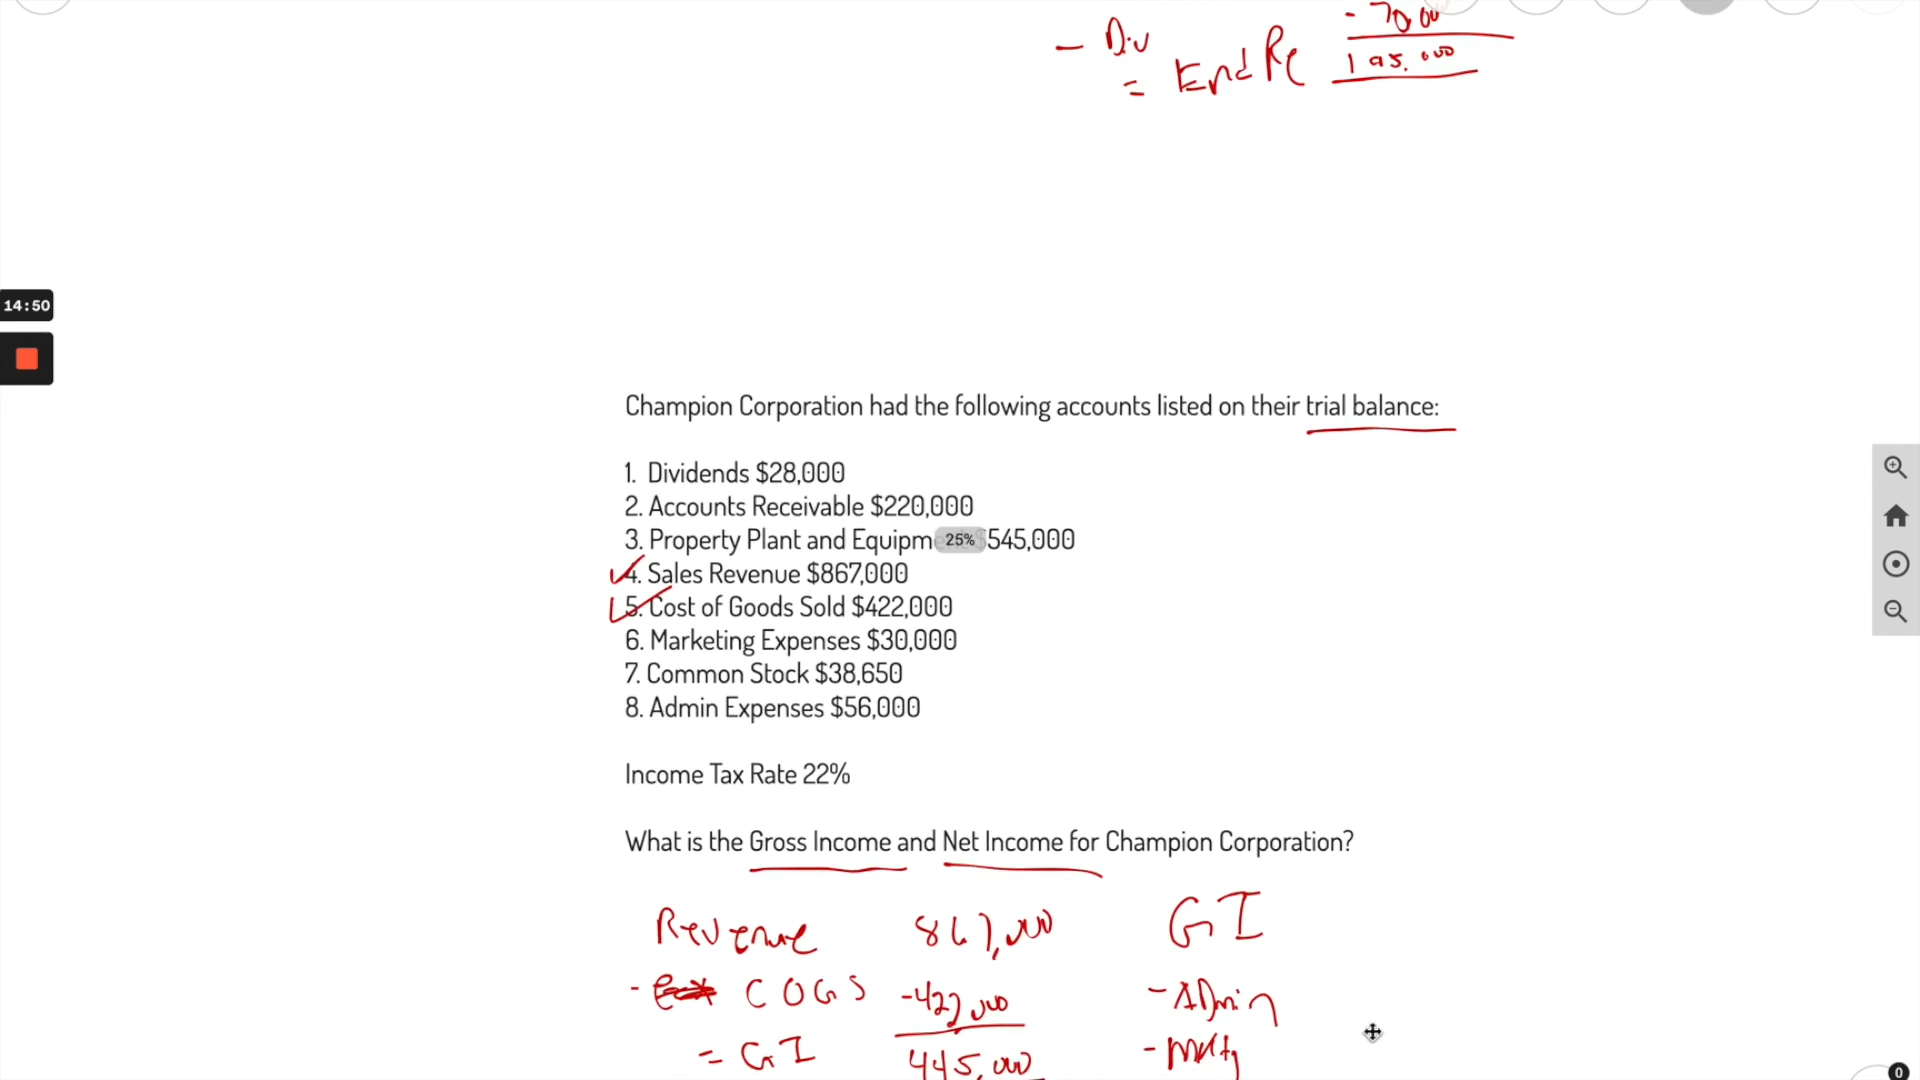 - 70,00
- Div
195,000
= End RE
14:50
Champion Corporation had the following accounts listed on their trial balance:
1. Dividends $28,000
2. Accounts Receivable $220,000
3. Property Plant and Equipm 25% $545,000
4. Sales Revenue $867,000
5. Cost of Goods Sold $422,000
6. Marketing Expenses $30,000
7. Common Stock $38,650
8. Admin Expenses $56,000
Income Tax Rate 22%
What is the Gross Income and Net Income for Champion Corporation?
Revenue 867,000 GI
- COGS -422,000 - Admin
= GI 445,000 - Mktg
0